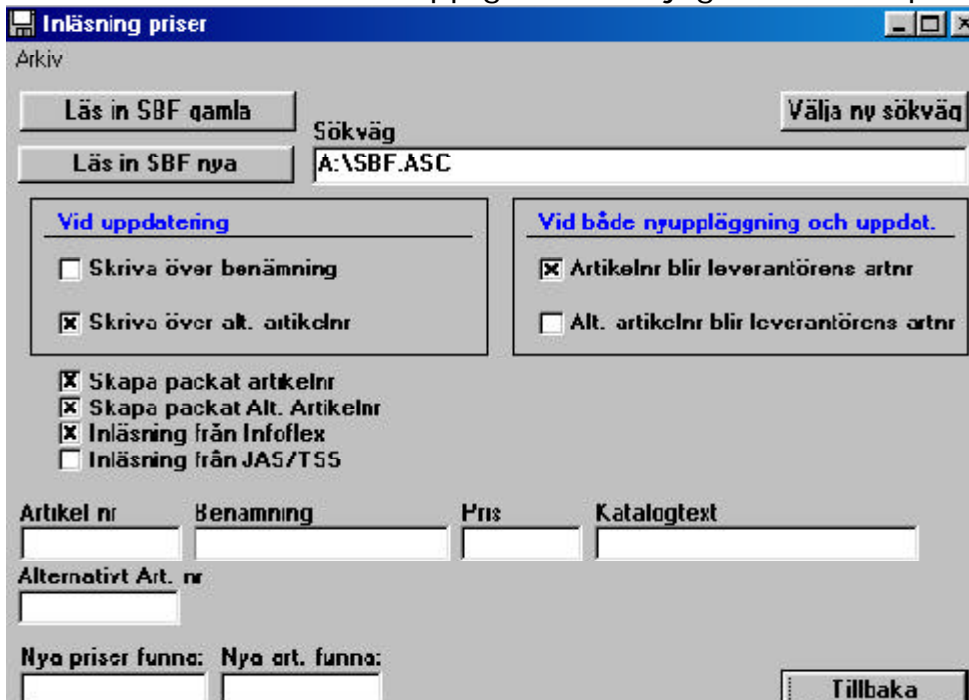 Inläsning priser
Arkiv
Läs in SBF gamla
Välja ny sökväg
Sökväg
Läs in SBF nya
A:\SBF.ASC
Vid uppdatering
Vid både nyuppläggning och uppdat.
Skriva över benämning
Artikelnr blir leverantörens artnr
Skriva över alt. artikelnr
Alt. artikelnr blir leverantörens artnr
Skapa packat artikelnr
Skapa packat Alt. Artikelnr
Inläsning från Infoflex
Inläsning från JAS/TSS
Artikel nr Benämning Pris Katalogtext
Alternativt Art. nr
Nya priser funna: Nya art. funna:
Tillbaka